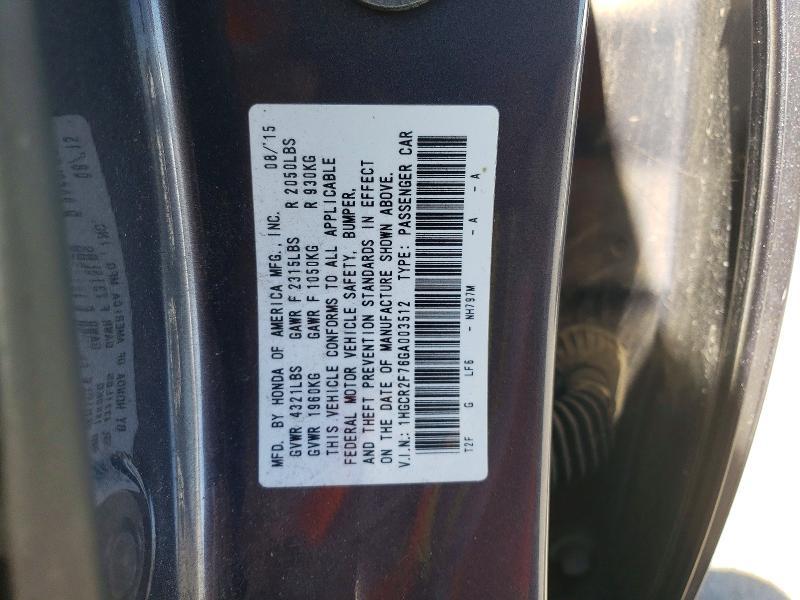 MFD. BY HONDA OF AMERICA MFG., INC. 08/'15
GVWR 4321LBS GAWR F 2315LBS R 2050LBS
GVWR 1960KG GAWR F 1050KG R 930KG
THIS VEHICLE CONFORMS TO ALL APPLICABLE
FEDERAL MOTOR VEHICLE SAFETY, BUMPER,
AND THEFT PREVENTION STANDARDS IN EFFECT
ON THE DATE OF MANUFACTURE SHOWN ABOVE.
V.I.N.: 1HGCR2F76GA003512 TYPE: PASSENGER CAR
T2F G LF6 - NH797M - A - A